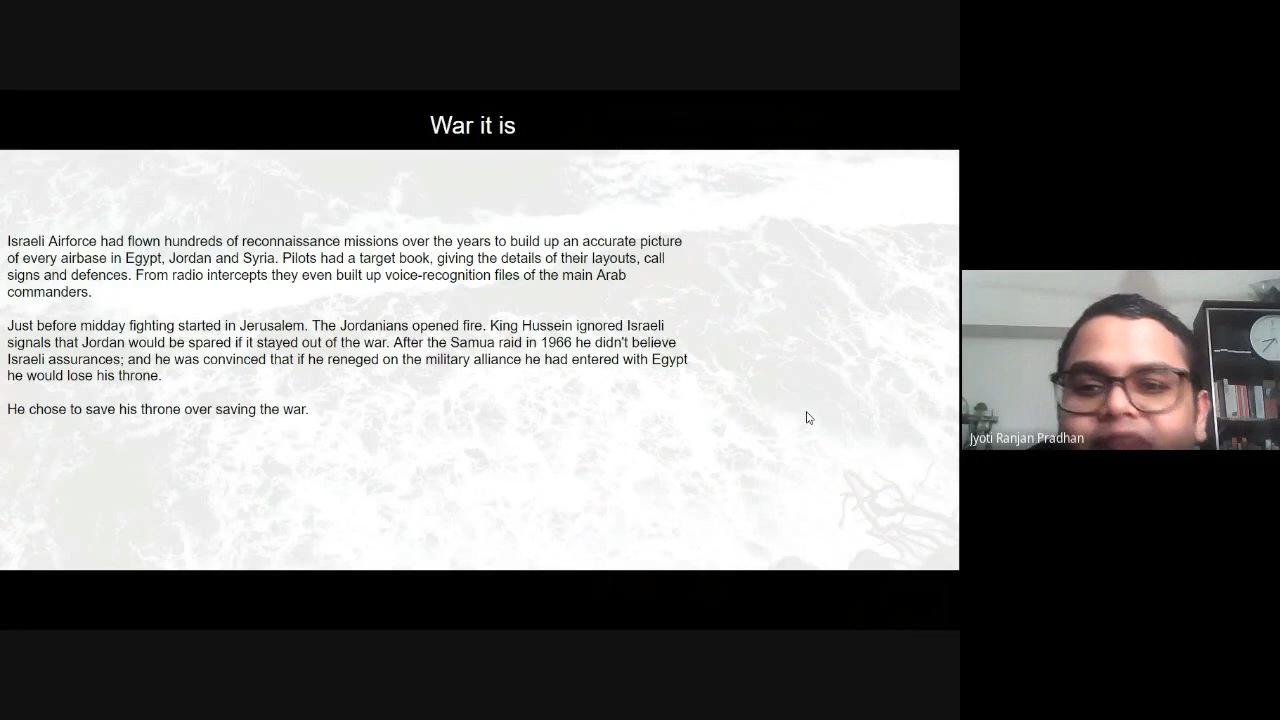 War it is
Israeli Airforce had flown hundreds of reconnaissance missions over the years to build up an accurate picture
of every airbase in Egypt, Jordan and Syria. Pilots had a target book, giving the details of their layouts, call
signs and defences. From radio intercepts they even built up voice-recognition files of the main Arab
commanders.
Just before midday fighting started in Jerusalem. The Jordanians opened fire. King Hussein ignored Israeli
signals that Jordan would be spared if it stayed out of the war. After the Samua raid in 1966 he didn't believe
Israeli assurances; and he was convinced that if he reneged on the military alliance he had entered with Egypt
he would lose his throne.
He chose to save his throne over saving the war.
Jyoti Ranjan Pradhan